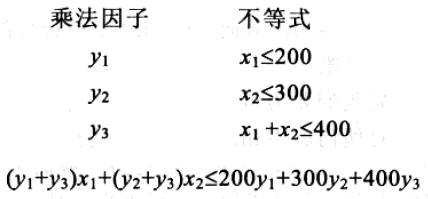 乘法因子 不等式
y₁ x₁≤200
y₂ x₂≤300
y₃ x₁+x₂≤400
(y₁+y₃)x₁+(y₂+y₃)x₂≤200y₁+300y₂+400y₃